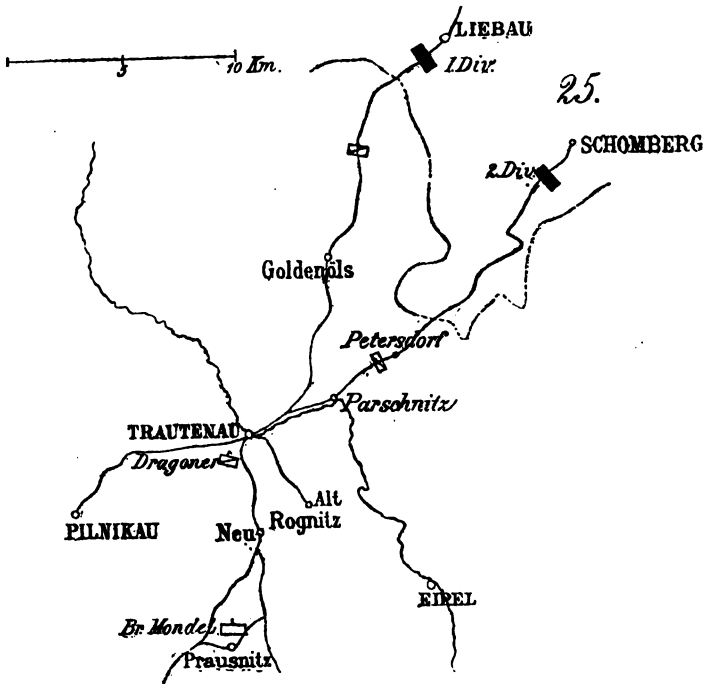 LIEBAU
1. Div.
5
10 Km.
25.
SCHOMBERG
2. Div.
Goldenöls
Petersdorf
Parschnitz
TRAUTENAU
Dragoner
Alt
Rognitz
PILNIKAU
Neu
EIPEL
Br. Mondel
Prausnitz